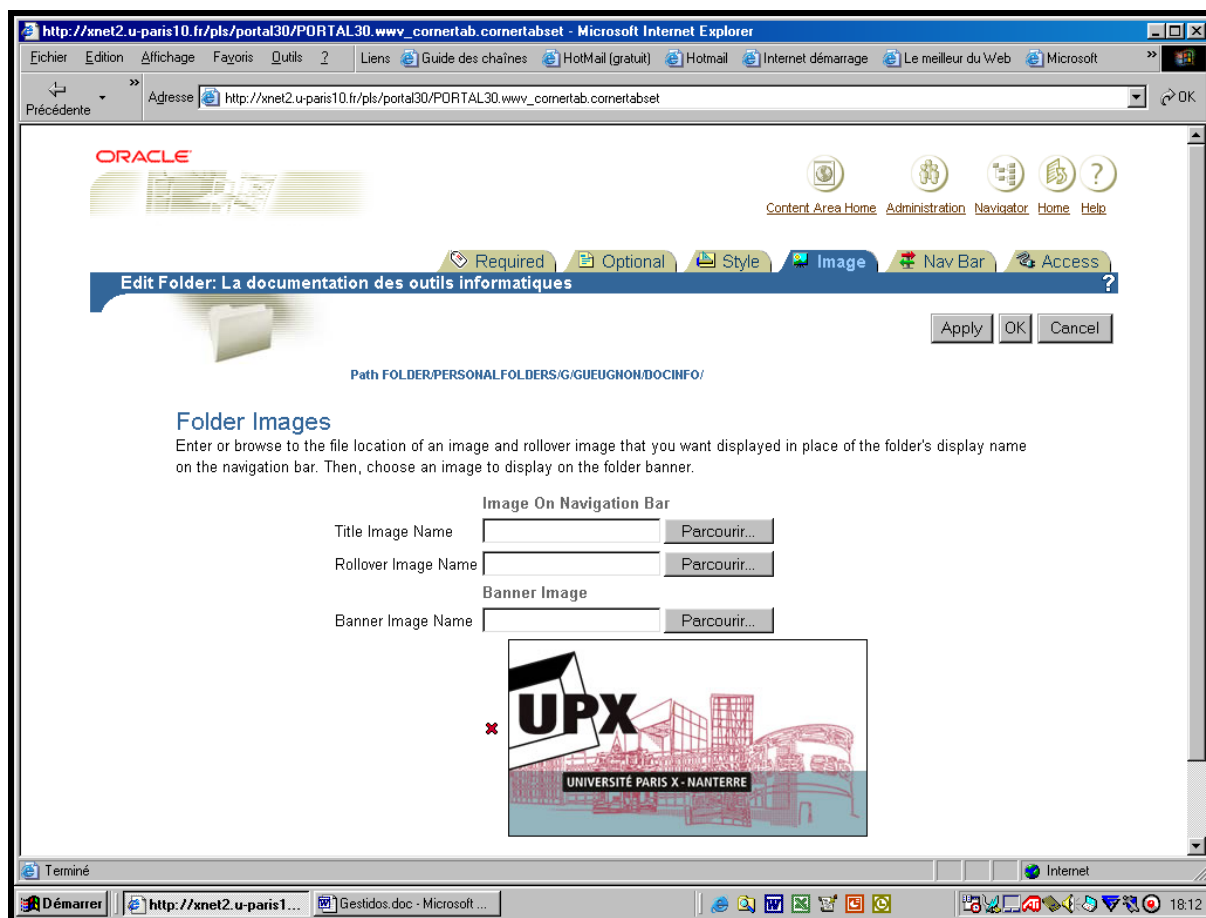 http://xnet2.u-paris10.fr/pls/portal30/PORTAL30.wwv_cornertab.cornertabset - Microsoft Internet Explorer
Fichier Edition Affichage Favoris Outils ? Liens Guide des chaînes HotMail (gratuit) Hotmail Internet démarrage Le meilleur du Web Microsoft »
Précédente » Adresse http://xnet2.u-paris10.fr/pls/portal30/PORTAL30.wwv_cornertab.cornertabset OK
ORACLE
Content Area Home Administration Navigator Home Help
Required Optional Style Image Nav Bar Access
Edit Folder: La documentation des outils informatiques ?
Apply OK Cancel
Path FOLDER/PERSONALFOLDERS/G/GUEUGNON/DOCINFO/
Folder Images
Enter or browse to the file location of an image and rollover image that you want displayed in place of the folder's display name
on the navigation bar. Then, choose an image to display on the folder banner.
Image On Navigation Bar
Title Image Name Parcourir...
Rollover Image Name Parcourir...
Banner Image
Banner Image Name Parcourir...
UPX
UNIVERSITÉ PARIS X - NANTERRE
Terminé Internet
Démarrer http://xnet2.u-paris1... Gestidos.doc - Microsoft ... 18:12